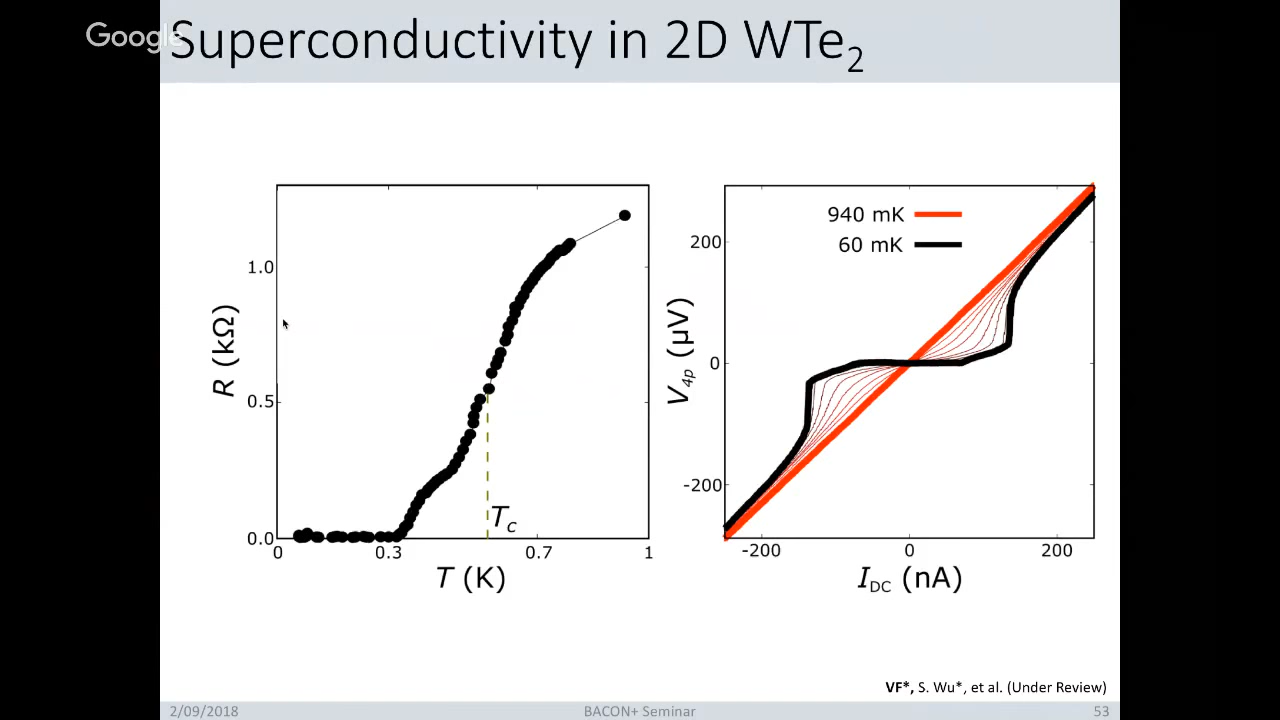 Google
Superconductivity in 2D WTe₂
R (kΩ)
1.0
0.5
0.0
0
0.3
0.7
1
T (K)
Tc
940 mK
60 mK
V4p (μV)
200
0
-200
-200
0
200
IDC (nA)
VF*, S. Wu*, et al. (Under Review)
2/09/2018
BACON+ Seminar
53